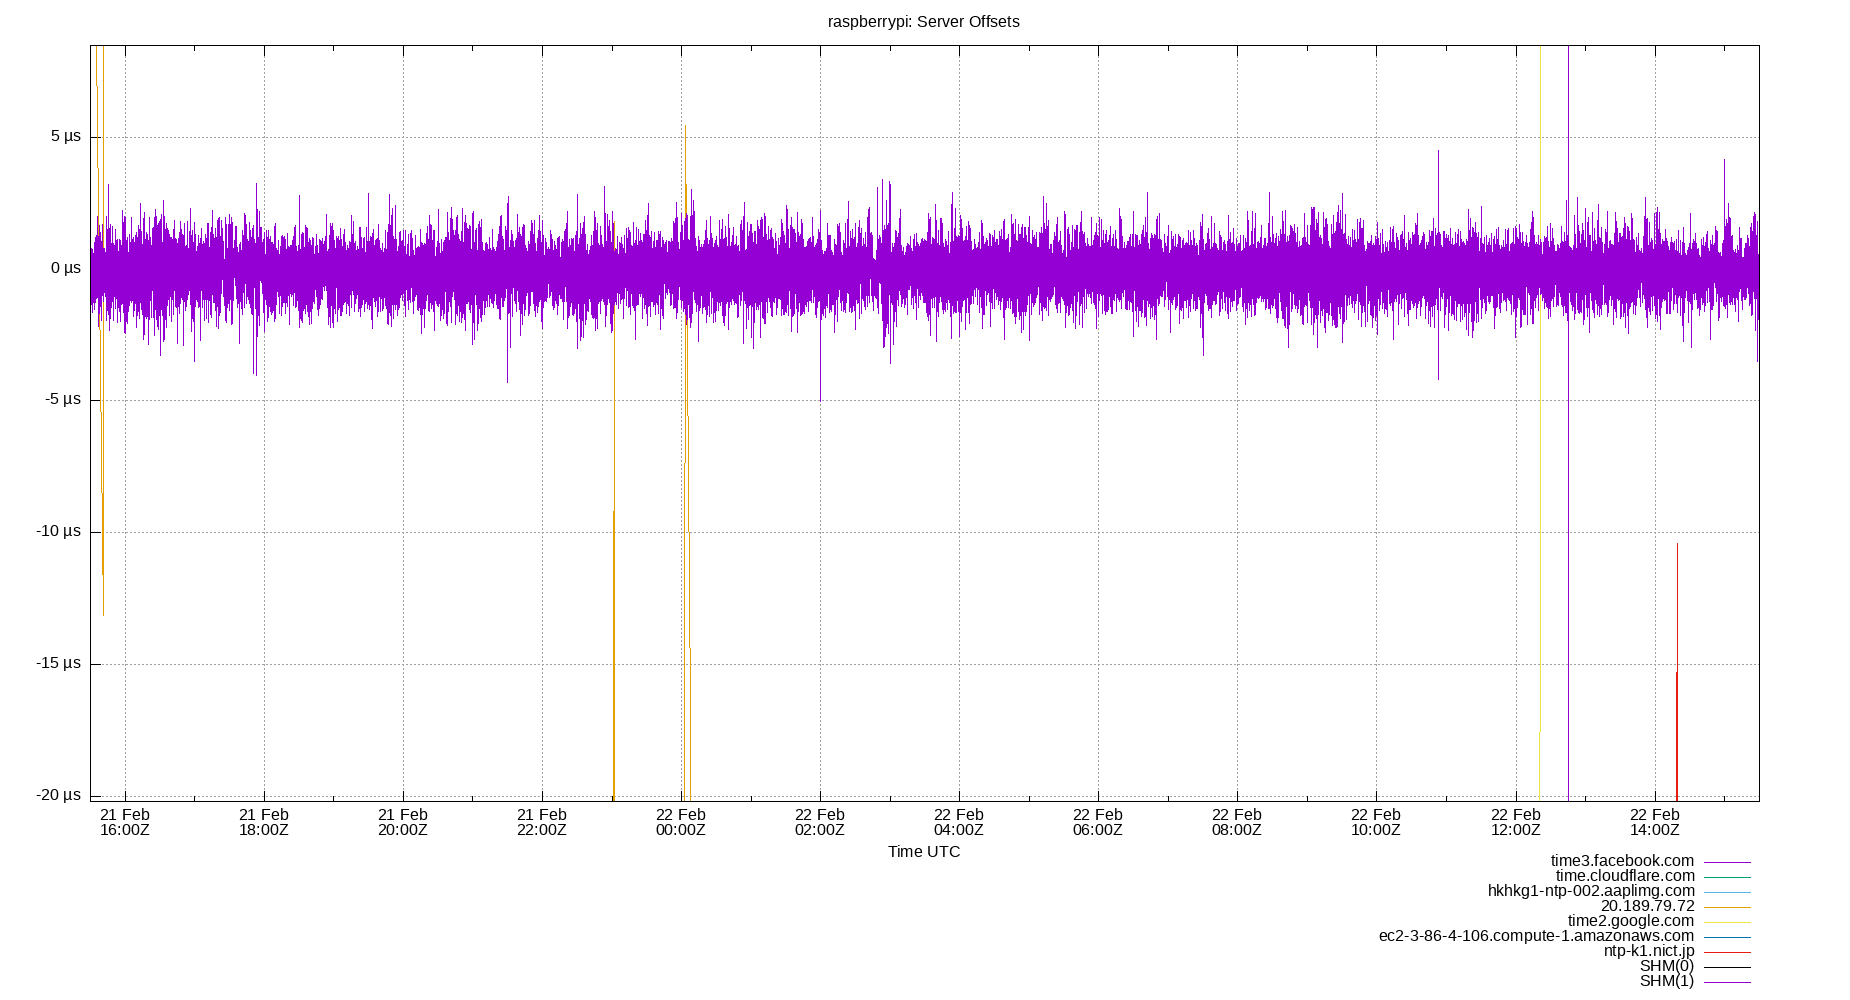 raspberrypi: Server Offsets
5 µs
0 µs
-5 µs
-10 µs
-15 µs
-20 µs
21 Feb 21 Feb 21 Feb 21 Feb 22 Feb 22 Feb 22 Feb 22 Feb 22 Feb 22 Feb 22 Feb 22 Feb
16:00Z 18:00Z 20:00Z 22:00Z 00:00Z 02:00Z 04:00Z 06:00Z 08:00Z 10:00Z 12:00Z 14:00Z
Time UTC
time3.facebook.com
time.cloudflare.com
hkhkg1-ntp-002.aaplimg.com
20.189.79.72
time2.google.com
ec2-3-86-4-106.compute-1.amazonaws.com
ntp-k1.nict.jp
SHM(0)
SHM(1)